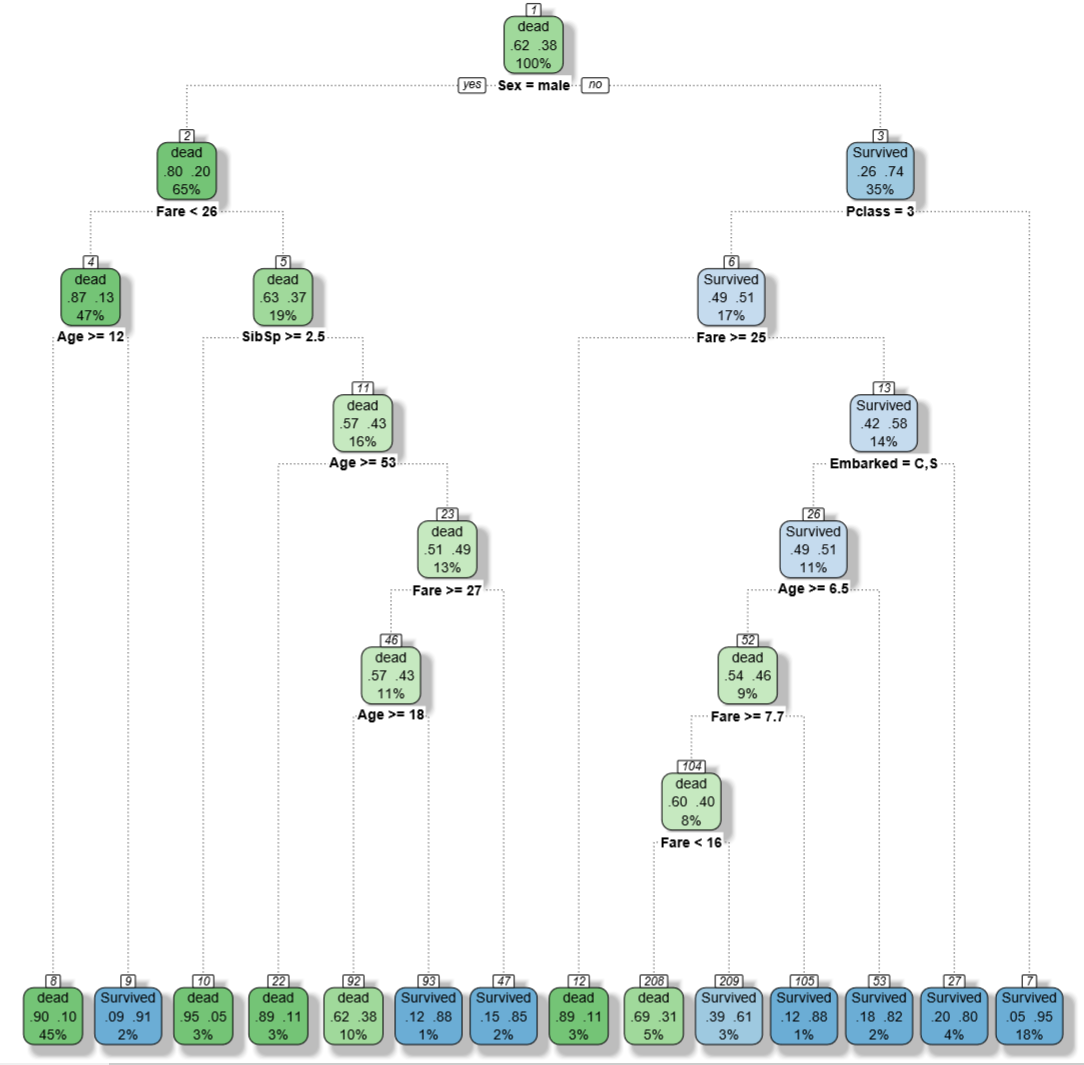 1
dead
.62 .38
100%
yes Sex = male no
2
dead
.80 .20
65%
Fare < 26
3
Survived
.26 .74
35%
Pclass = 3
4
dead
.87 .13
47%
Age >= 12
5
dead
.63 .37
19%
SibSp >= 2.5
6
Survived
.49 .51
17%
Fare >= 25
11
dead
.57 .43
16%
Age >= 53
13
Survived
.42 .58
14%
Embarked = C,S
23
dead
.51 .49
13%
Fare >= 27
26
Survived
.49 .51
11%
Age >= 6.5
46
dead
.57 .43
11%
Age >= 18
52
dead
.54 .46
9%
Fare >= 7.7
104
dead
.60 .40
8%
Fare < 16
8
dead
.90 .10
45%
9
Survived
.09 .91
2%
10
dead
.95 .05
3%
22
dead
.89 .11
3%
92
dead
.62 .38
10%
93
Survived
.12 .88
1%
47
Survived
.15 .85
2%
12
dead
.89 .11
3%
208
dead
.69 .31
5%
209
Survived
.39 .61
3%
105
Survived
.12 .88
1%
53
Survived
.18 .82
2%
27
Survived
.20 .80
4%
7
Survived
.05 .95
18%